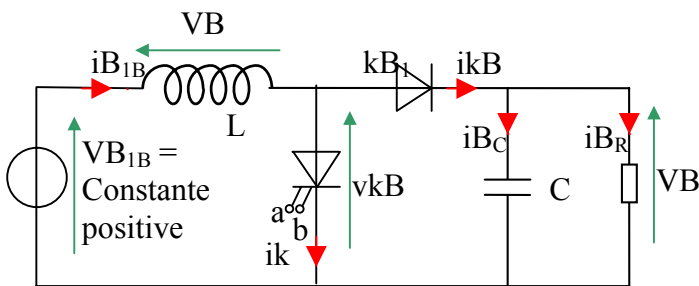 VB
iB1B
kB1
ikB
L
iBC
iBR
VB1B =
Constante
positive
vkB
C
VB
a
b
ik